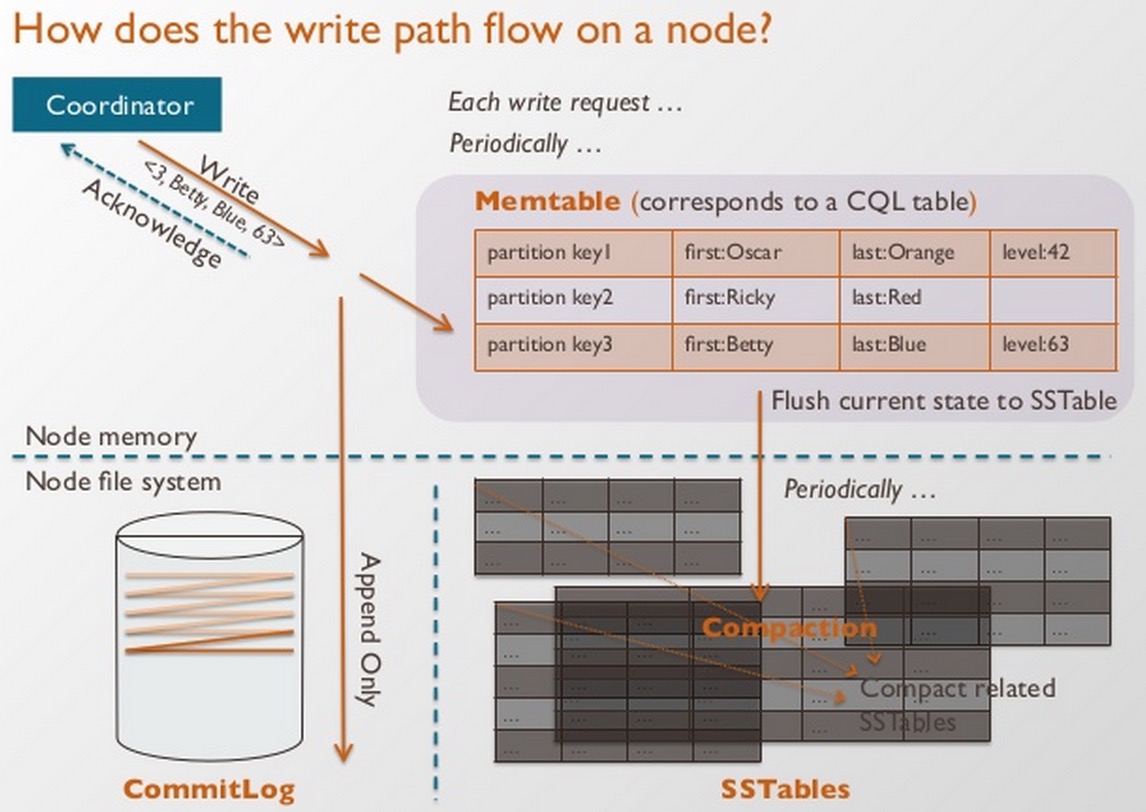 How does the write path flow on a node?
Coordinator
Each write request …
Periodically …
Write
<3, Betty, Blue, 63>
Acknowledge
Memtable (corresponds to a CQL table)
partition key1 first:Oscar last:Orange level:42
partition key2 first:Ricky last:Red
partition key3 first:Betty last:Blue level:63
Flush current state to SSTable
Node memory
Node file system
Periodically …
Append Only
... ... ... ...
... ... ... ...
... ... ... ...
Compaction
Compact related
SSTables
CommitLog
SSTables